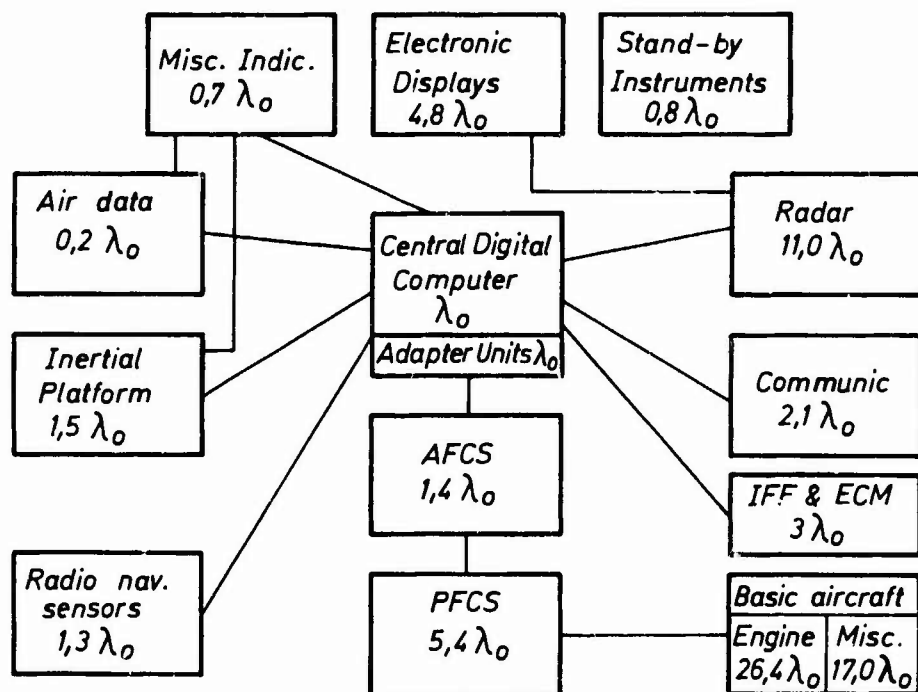 Misc. Indic.
0,7 λo
Electronic
Displays
4,8 λo
Stand-by
Instruments
0,8 λo
Air data
0,2 λo
Central Digital
Computer
λo
Adapter Units λo
Radar
11,0 λo
Inertial
Platform
1,5 λo
Communic
2,1 λo
AFCS
1,4 λo
IFF & ECM
3 λo
Radio nav.
sensors
1,3 λo
PFCS
5,4 λo
Basic aircraft
Engine
26,4 λo
Misc.
17,0 λo